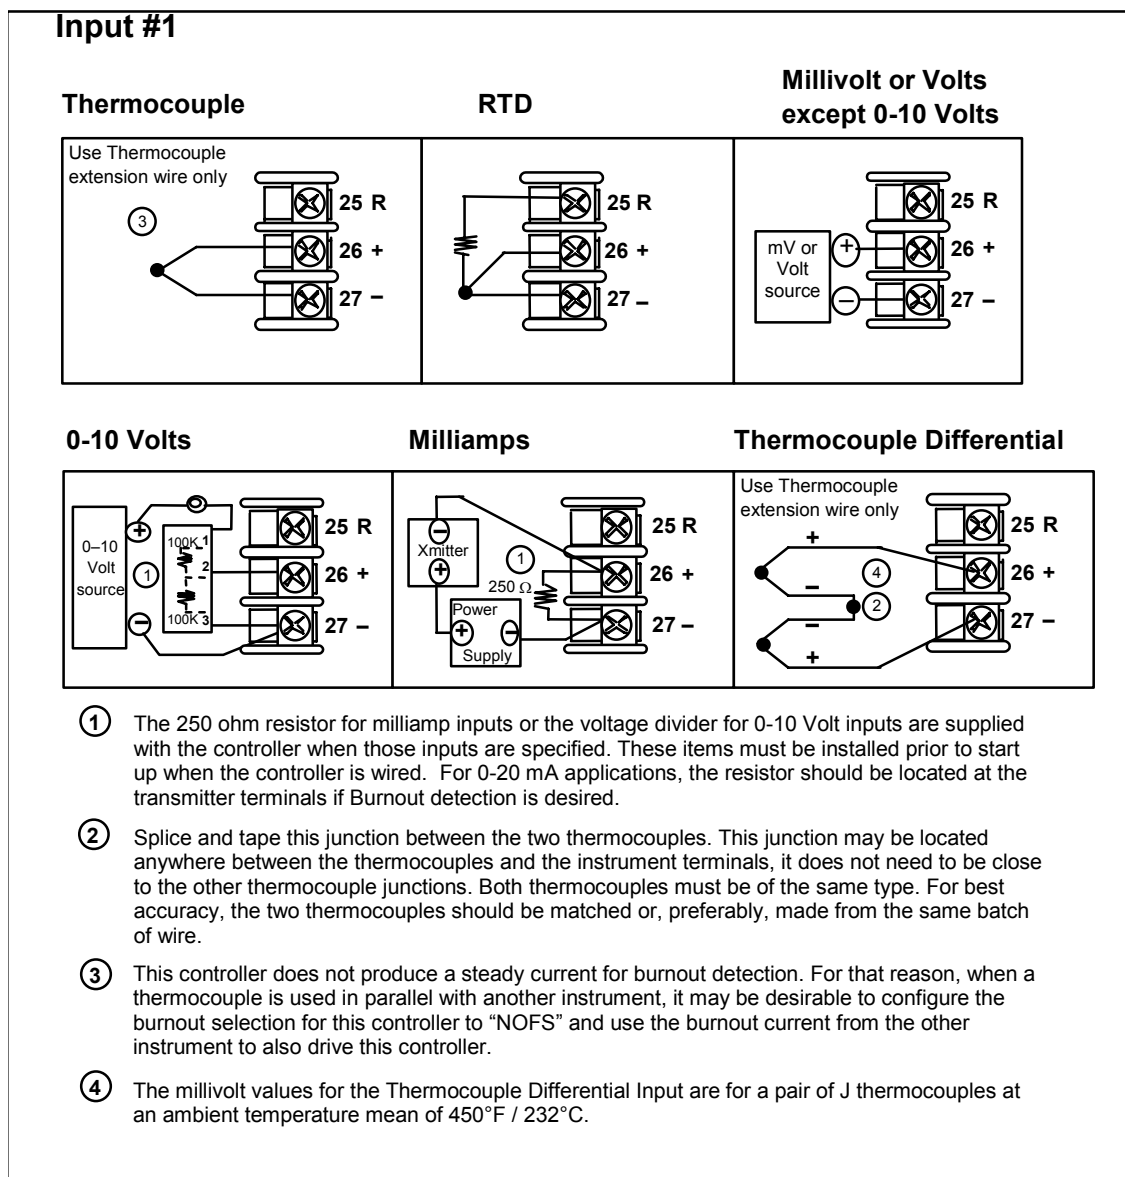 Input #1
Thermocouple
RTD
Millivolt or Volts
except 0-10 Volts
Use Thermocouple
extension wire only
3
25 R
26 +
27 –
25 R
26 +
27 –
mV or
Volt
source
+
–
25 R
26 +
27 –
0-10 Volts
Milliamps
Thermocouple Differential
0–10
Volt
source
+
–
1
100K 1
2
100K 3
25 R
26 +
27 –
–
Xmitter
+
1
250 Ω
Power
+ –
Supply
25 R
26 +
27 –
Use Thermocouple
extension wire only
+
–
4
2
–
+
25 R
26 +
27 –
1 The 250 ohm resistor for milliamp inputs or the voltage divider for 0-10 Volt inputs are supplied
with the controller when those inputs are specified. These items must be installed prior to start
up when the controller is wired. For 0-20 mA applications, the resistor should be located at the
transmitter terminals if Burnout detection is desired.
2 Splice and tape this junction between the two thermocouples. This junction may be located
anywhere between the thermocouples and the instrument terminals, it does not need to be close
to the other thermocouple junctions. Both thermocouples must be of the same type. For best
accuracy, the two thermocouples should be matched or, preferably, made from the same batch
of wire.
3 This controller does not produce a steady current for burnout detection. For that reason, when a
thermocouple is used in parallel with another instrument, it may be desirable to configure the
burnout selection for this controller to “NOFS” and use the burnout current from the other
instrument to also drive this controller.
4 The millivolt values for the Thermocouple Differential Input are for a pair of J thermocouples at
an ambient temperature mean of 450°F / 232°C.